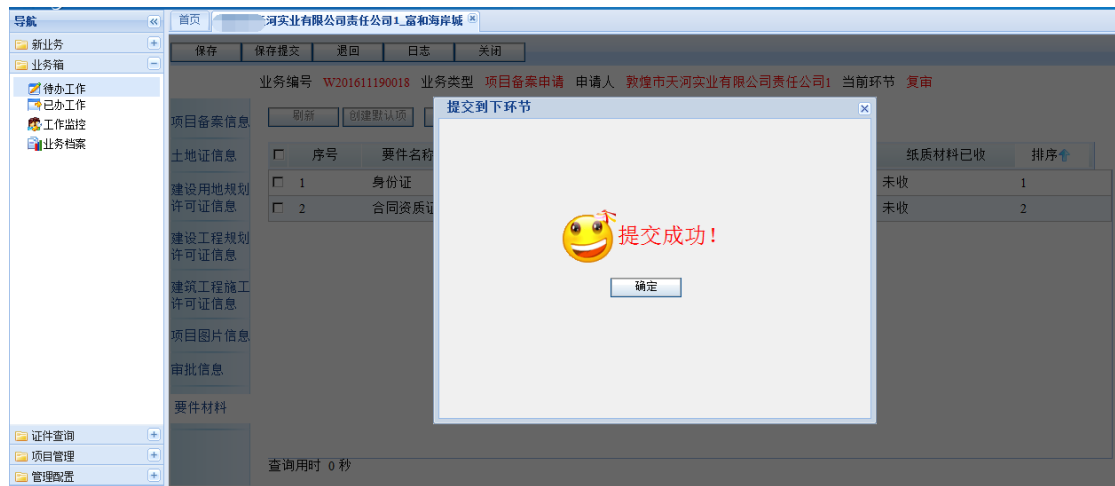 导航
首页
河实业有限公司责任公司1_富和海岸城
新业务
业务箱
待办工作
已办工作
工作监控
业务档案
证件查询
项目管理
管理配置
保存 保存提交 退回 日志 关闭
业务编号 W201611190018 业务类型 项目备案申请 申请人 敦煌市天河实业有限公司责任公司1 当前环节 复审
项目备案信息
土地证信息
建设用地规划
许可证信息
建设工程规划
许可证信息
建筑工程施工
许可证信息
项目图片信息
审批信息
要件材料
刷新 创建默认项
序号 要件名称 纸质材料已收 排序
1 身份证 未收 1
2 合同资质证 未收 2
提交到下环节
提交成功!
确定
查询用时 0 秒